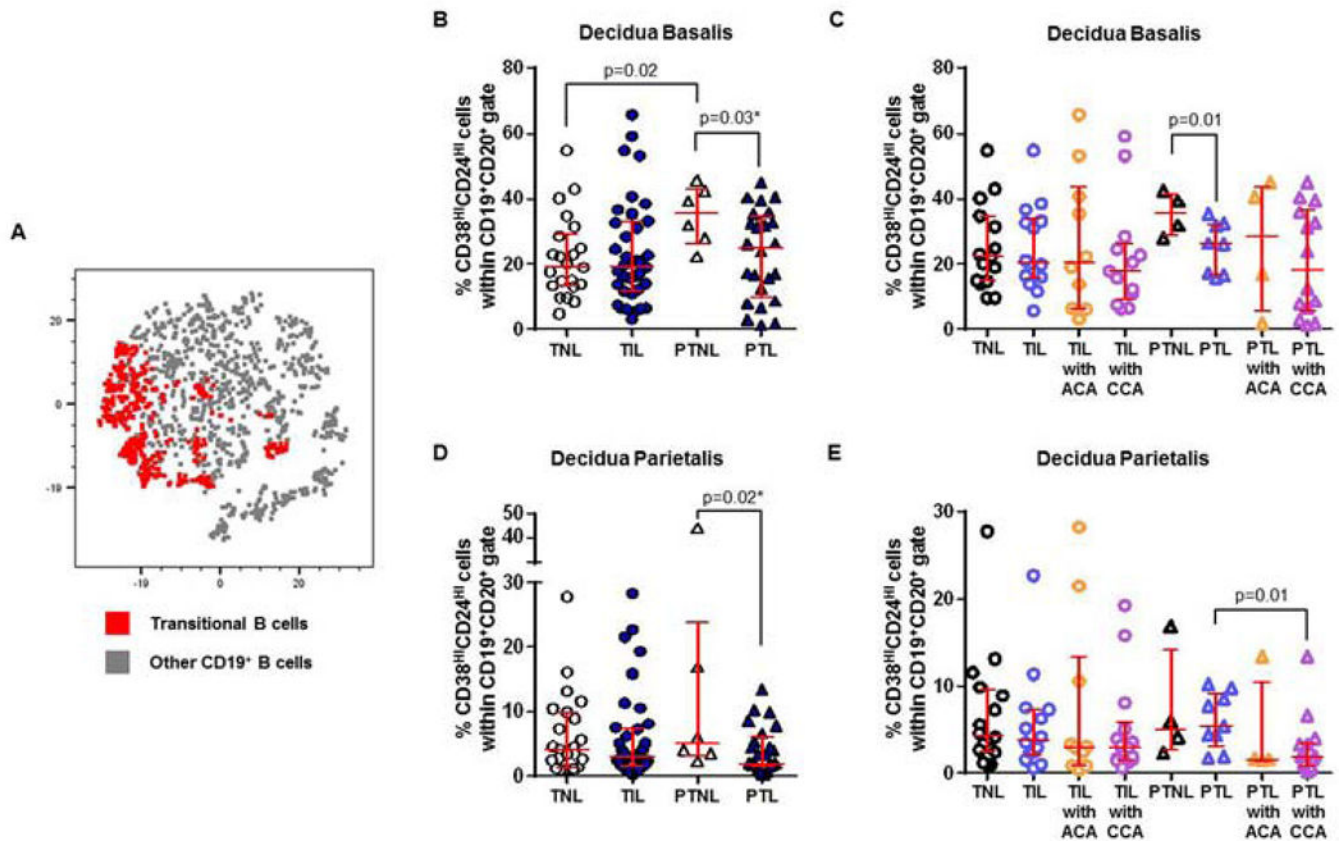 A
20
0
-19
-19
0
20
Transitional B cells
Other CD19⁺ B cells
B
Decidua Basalis
% CD38ᴴᴵCD24ᴴᴵ cells
within CD19⁺CD20⁺ gate
80
60
40
20
0
p=0.02
p=0.03*
TNL
TIL
PTNL
PTL
C
Decidua Basalis
% CD38ᴴᴵCD24ᴴᴵ cells
within CD19⁺CD20⁺ gate
80
60
40
20
0
p=0.01
TNL
TIL
TIL
with
ACA
TIL
with
CCA
PTNL
PTL
PTL
with
ACA
PTL
with
CCA
D
Decidua Parietalis
% CD38ᴴᴵCD24ᴴᴵ cells
within CD19⁺CD20⁺ gate
50
40
30
20
10
0
p=0.02*
TNL
TIL
PTNL
PTL
E
Decidua Parietalis
% CD38ᴴᴵCD24ᴴᴵ cells
within CD19⁺CD20⁺ gate
30
20
10
0
p=0.01
TNL
TIL
TIL
with
ACA
TIL
with
CCA
PTNL
PTL
PTL
with
ACA
PTL
with
CCA